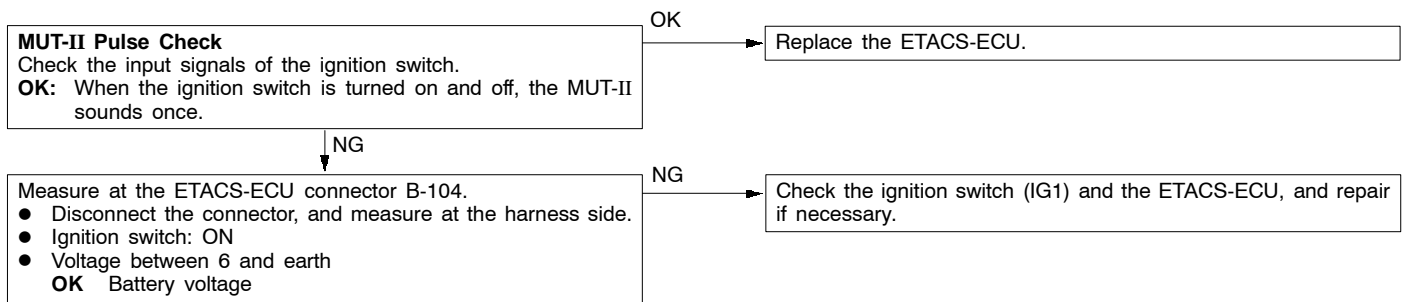 MUT-II Pulse Check
Check the input signals of the ignition switch.
OK: When the ignition switch is turned on and off, the MUT-II
sounds once.
OK
Replace the ETACS-ECU.
NG
Measure at the ETACS-ECU connector B-104.
● Disconnect the connector, and measure at the harness side.
● Ignition switch: ON
● Voltage between 6 and earth
OK Battery voltage
NG
Check the ignition switch (IG1) and the ETACS-ECU, and repair
if necessary.